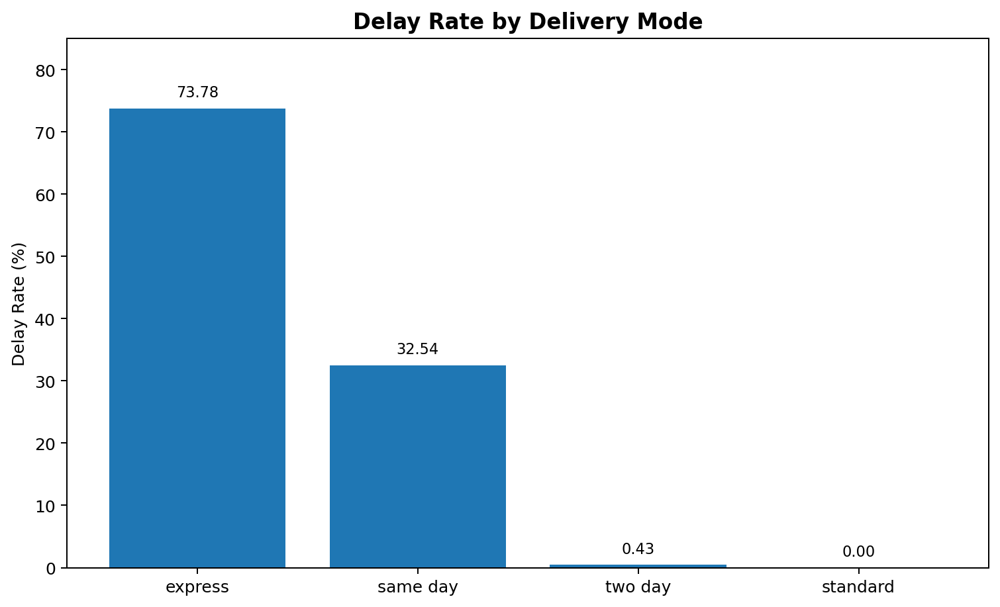 Delay Rate by Delivery Mode
Delay Rate (%)
80
70
60
50
40
30
20
10
0
73.78
32.54
0.43
0.00
express
same day
two day
standard